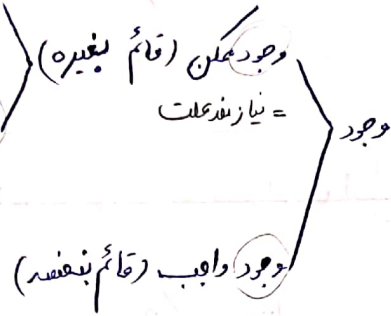 وجود ممکن (قائم بغیره)
= نیازمند علت
وجود
وجود واجب (قائم بنفسه)